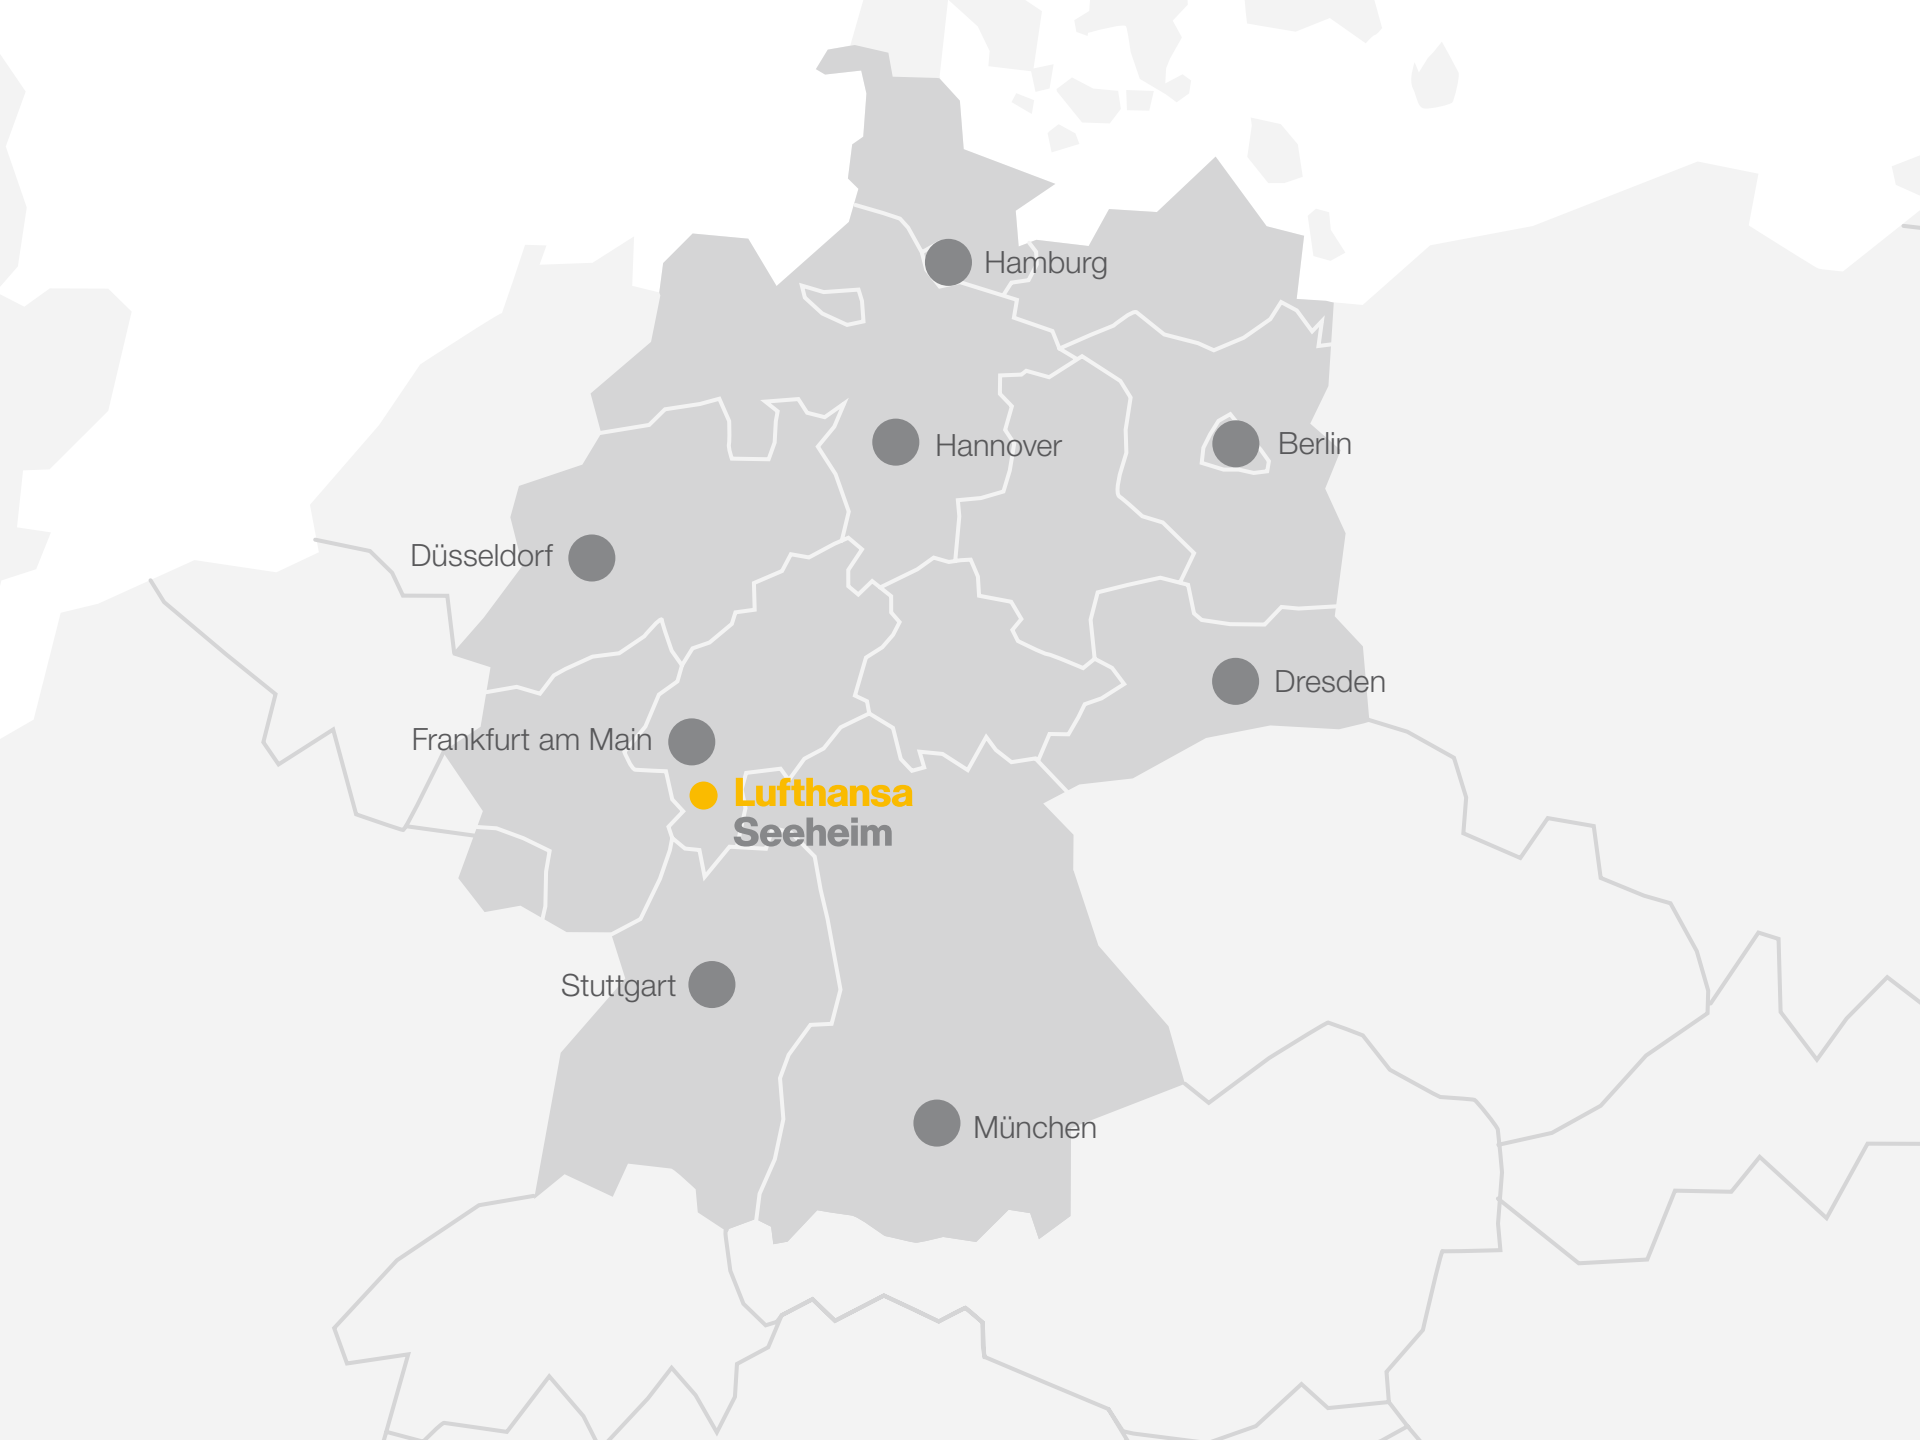 Hamburg
Hannover
Berlin
Düsseldorf
Dresden
Frankfurt am Main
Lufthansa
Seeheim
Stuttgart
München